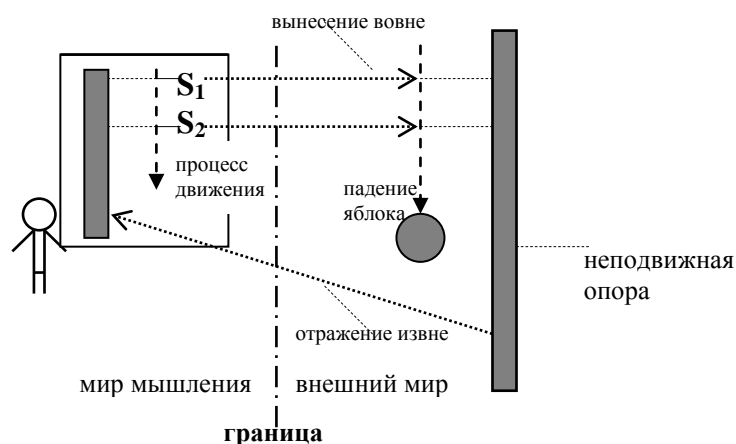 вынесение вовне
S1
S2
процесс
движения
падение
яблока
неподвижная
опора
отражение извне
мир мышления
внешний мир
граница